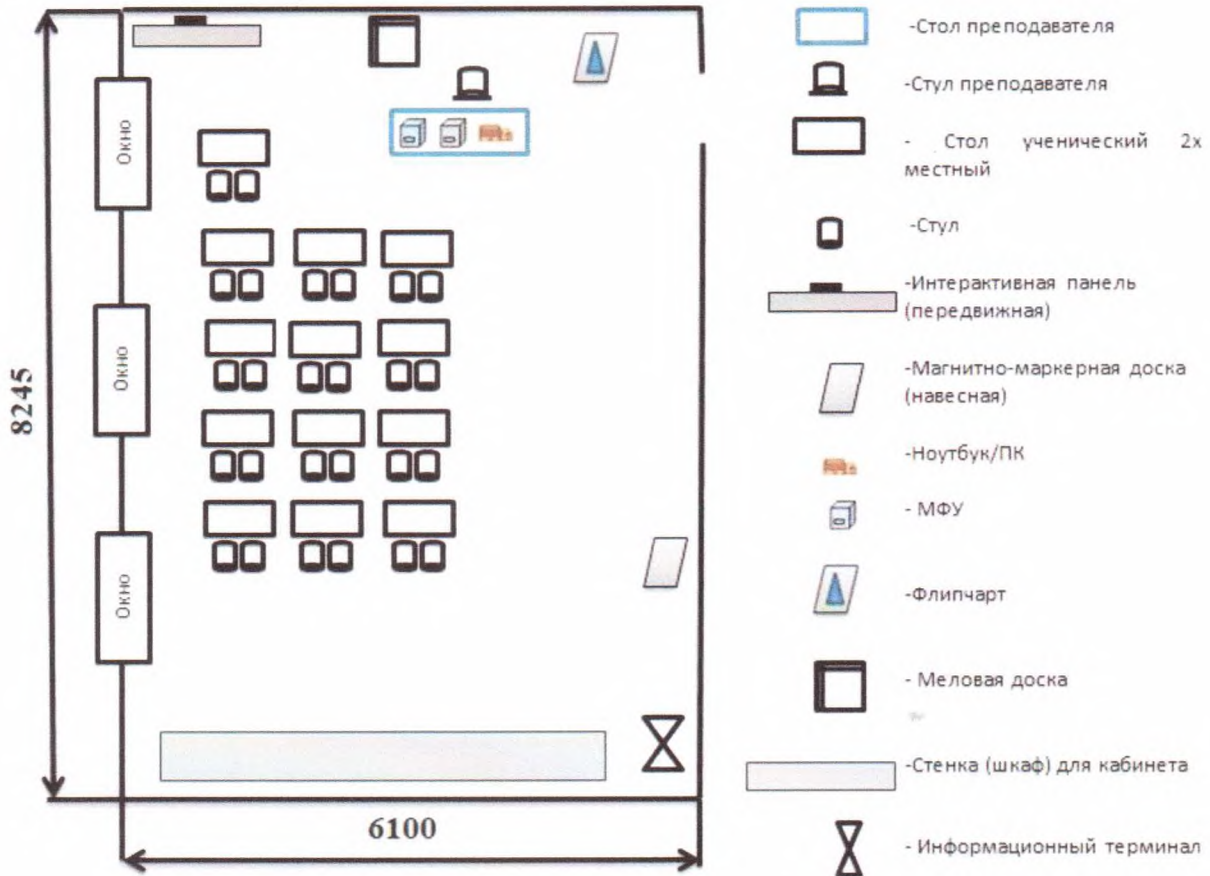 Окно
Окно
Окно
8245
6100
-Стол преподавателя
-Стул преподавателя
- Стол ученический 2х
местный
-Стул
-Интерактивная панель
(передвижная)
-Магнитно-маркерная доска
(навесная)
-Ноутбук/ПК
- МФУ
-Флипчарт
- Меловая доска
-Стенка (шкаф) для кабинета
- Информационный терминал